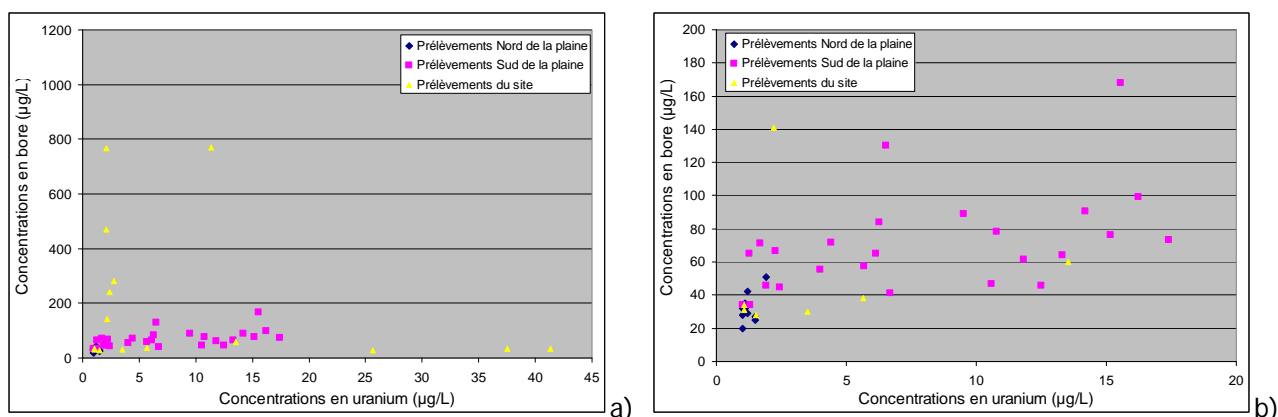 1200
1000
800
600
400
200
0
0 5 10 15 20 25 30 35 40 45
Concentrations en bore (µg/L)
Concentrations en uranium (µg/L)
Prélèvements Nord de la plaine
Prélèvements Sud de la plaine
Prélèvements du site
a)
200
180
160
140
120
100
80
60
40
20
0
0 5 10 15 20
Concentrations en bore (µg/L)
Concentrations en uranium (µg/L)
Prélèvements Nord de la plaine
Prélèvements Sud de la plaine
Prélèvements du site
b)